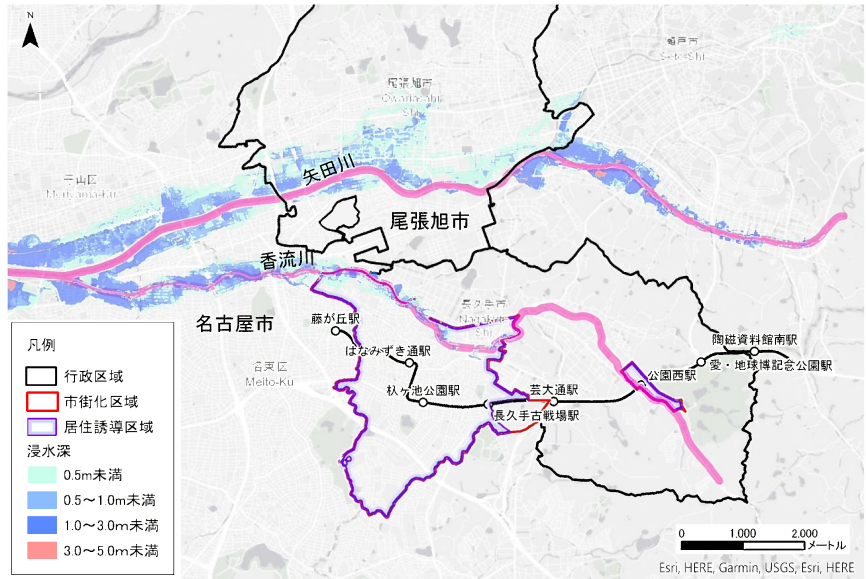 N
瀬戸市
Seto-Shi
尾張旭市
Owariasahi
Shi
守山区
Moriyama-Ku
矢田川
尾張旭市
香流川
長久手市
Nagakute
Shi
名古屋市
藤が丘駅
はなみずき通駅
名東区
Meito-Ku
杁ヶ池公園駅
芸大通駅
長久手古戦場駅
公園西駅
陶磁資料館南駅
愛・地球博記念公園駅
凡例
行政区域
市街化区域
居住誘導区域
浸水深
0.5m未満
0.5～1.0m未満
1.0～3.0m未満
3.0～5.0m未満
0 1,000 2,000
メートル
Esri, HERE, Garmin, USGS, Esri, HERE